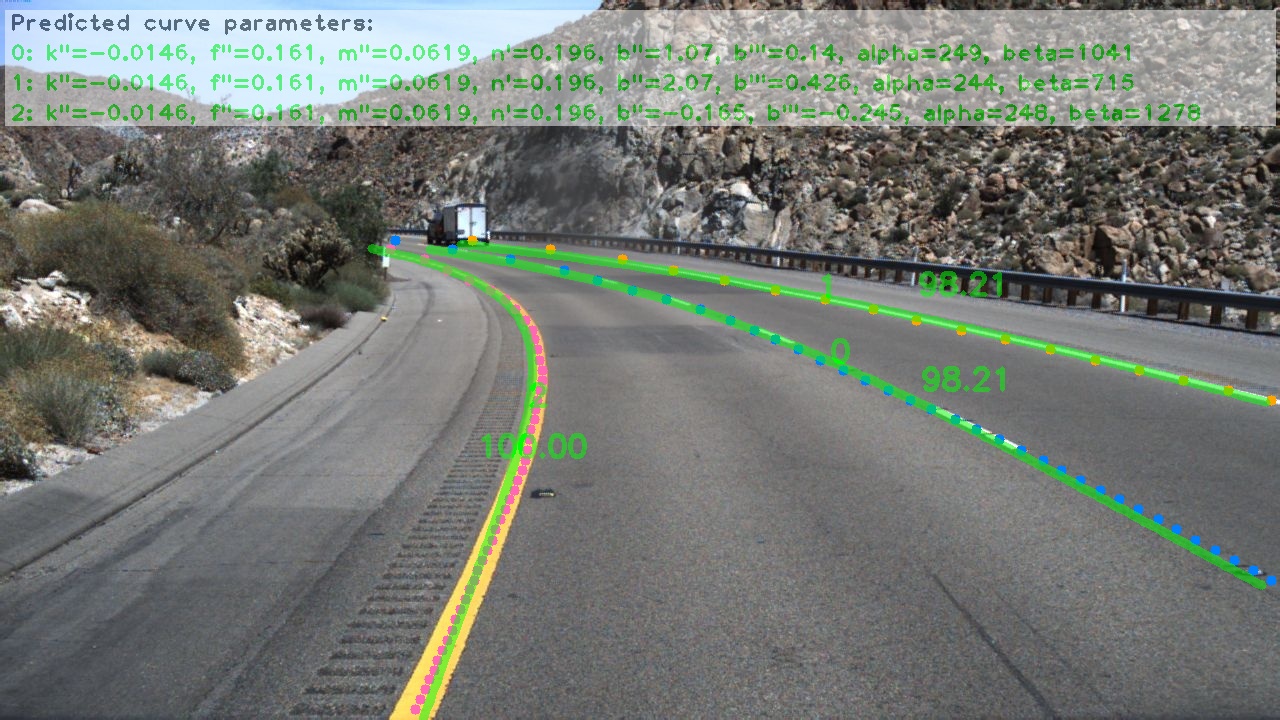 Predicted curve parameters:
0: k''=-0.0146, f''=0.161, m''=0.0619, n'=0.196, b''=1.07, b'''=0.14, alpha=249, beta=1041
1: k''=-0.0146, f''=0.161, m''=0.0619, n'=0.196, b''=2.07, b'''=0.426, alpha=244, beta=715
2: k''=-0.0146, f''=0.161, m''=0.0619, n'=0.196, b''=-0.165, b'''=-0.245, alpha=248, beta=1278
1 98.21
0
98.21
2
100.00